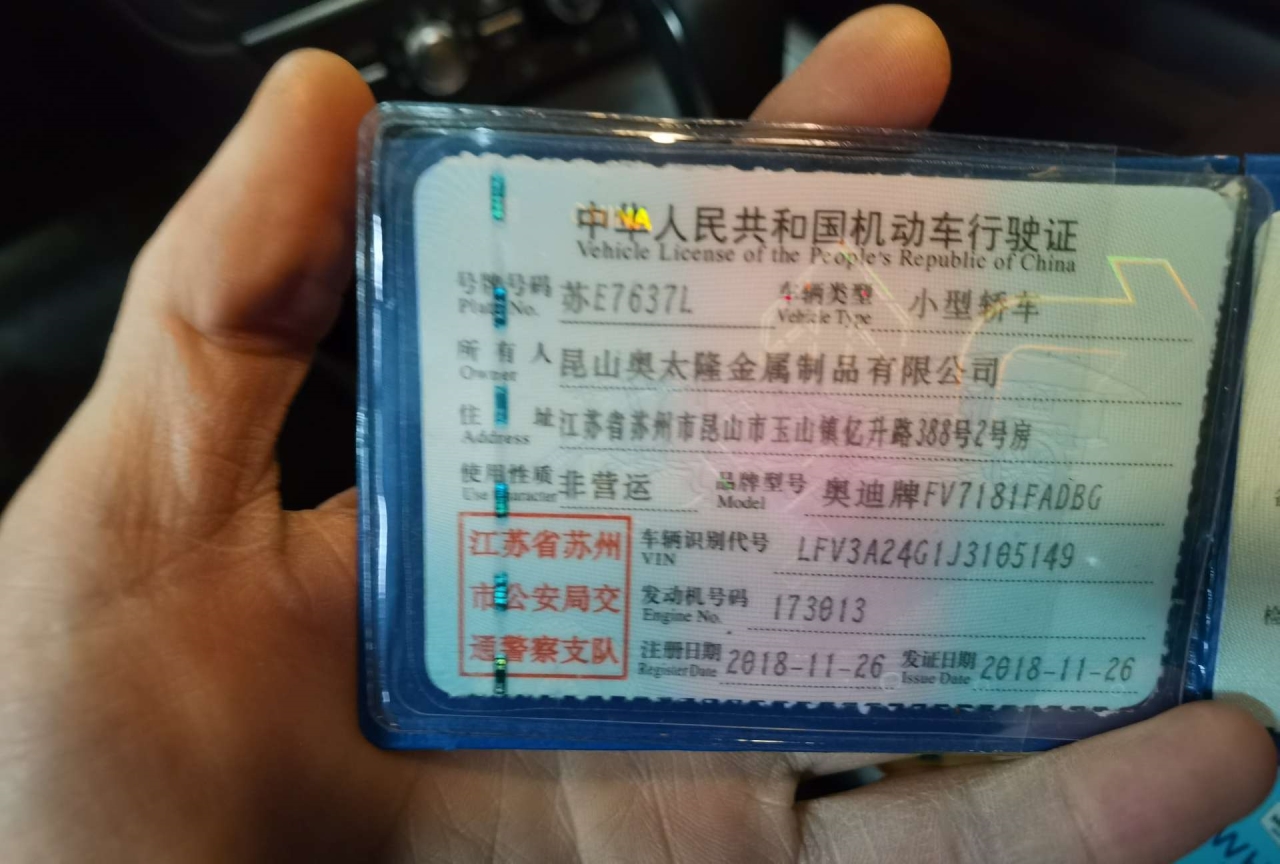 中华人民共和国机动车行驶证
Vehicle License of the People's Republic of China
号牌号码 苏E7637L 车辆类型 小型轿车
Plate No. Vehicle Type
所有人 昆山奥太隆金属制品有限公司
Owner
住址 江苏省苏州市昆山市玉山镇亿升路388号2号房
Address
使用性质 非营运 品牌型号 奥迪牌FV7181FADBG
Use Character Model
江苏省苏州
市公安局交
通警察支队
车辆识别代号 LFV3A24G1J3105149
VIN
发动机号码 173013
Engine No.
注册日期 2018-11-26 发证日期 2018-11-26
Register Date Issue Date